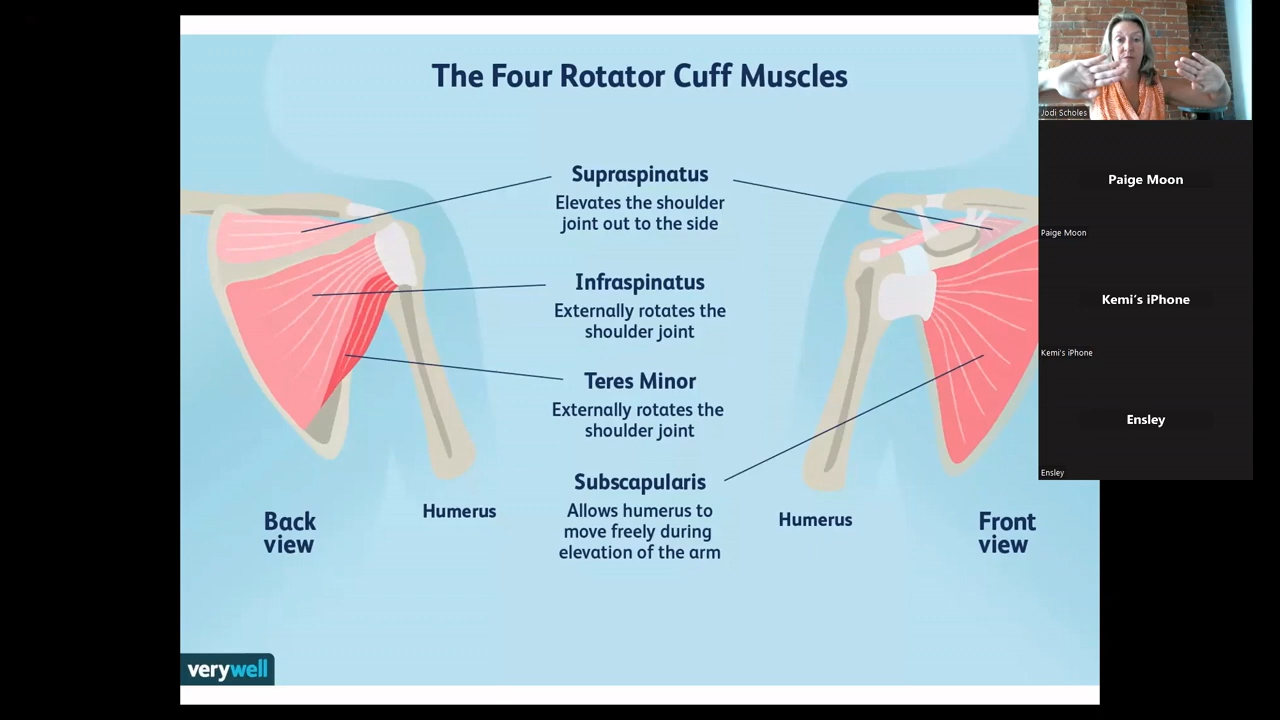 The Four Rotator Cuff Muscles
Supraspinatus
Elevates the shoulder
joint out to the side
Infraspinatus
Externally rotates the
shoulder joint
Teres Minor
Externally rotates the
shoulder joint
Subscapularis
Allows humerus to
move freely during
elevation of the arm
Back
view
Humerus
Humerus
Front
view
verywell
Jodi Scholes
Paige Moon
Paige Moon
Kemi's iPhone
Kemi's iPhone
Ensley
Ensley